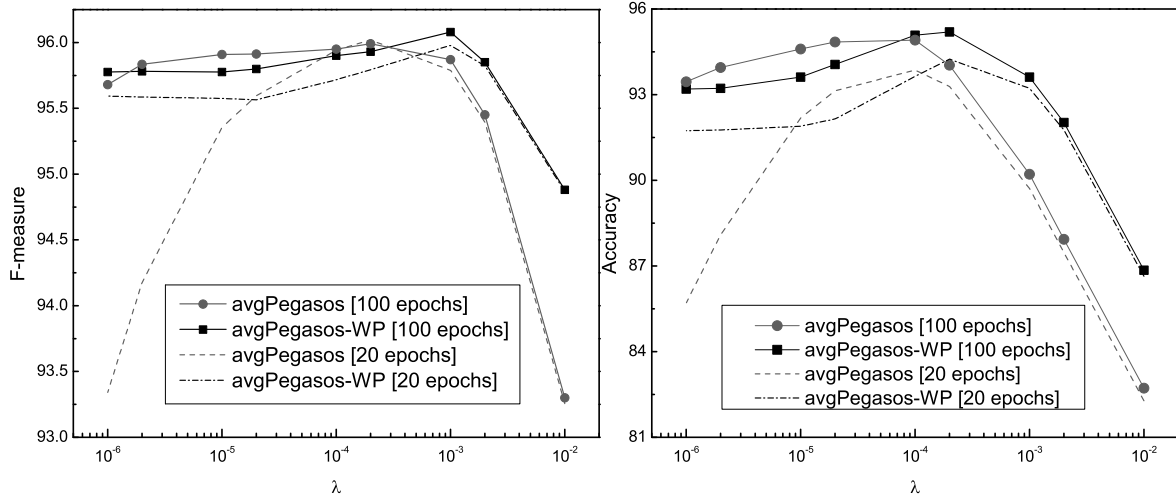 96.0
95.5
95.0
94.5
94.0
93.5
93.0
F-measure
10-6
10-5
10-4
10-3
10-2
λ
avgPegasos [100 epochs]
avgPegasos-WP [100 epochs]
avgPegasos [20 epochs]
avgPegasos-WP [20 epochs]
96
93
90
87
84
81
Accuracy
10-6
10-5
10-4
10-3
10-2
λ
avgPegasos [100 epochs]
avgPegasos-WP [100 epochs]
avgPegasos [20 epochs]
avgPegasos-WP [20 epochs]